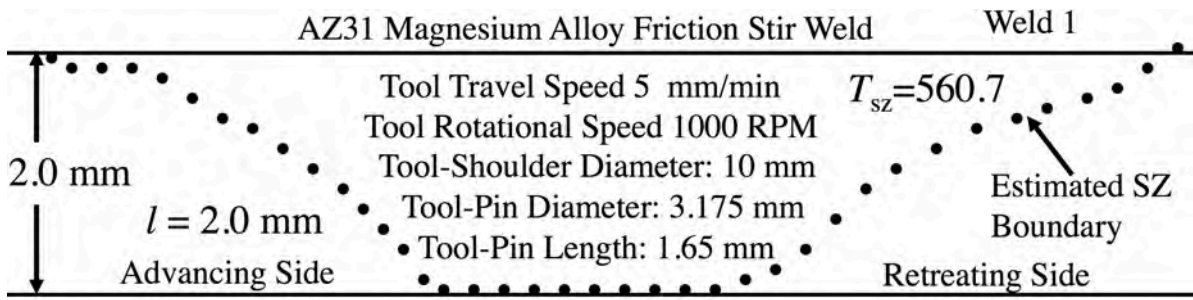 AZ31 Magnesium Alloy Friction Stir Weld
Weld 1
Tool Travel Speed 5 mm/min
Tsz=560.7
Tool Rotational Speed 1000 RPM
Tool-Shoulder Diameter: 10 mm
2.0 mm
Tool-Pin Diameter: 3.175 mm
Estimated SZ
Boundary
l = 2.0 mm
Tool-Pin Length: 1.65 mm
Advancing Side
Retreating Side